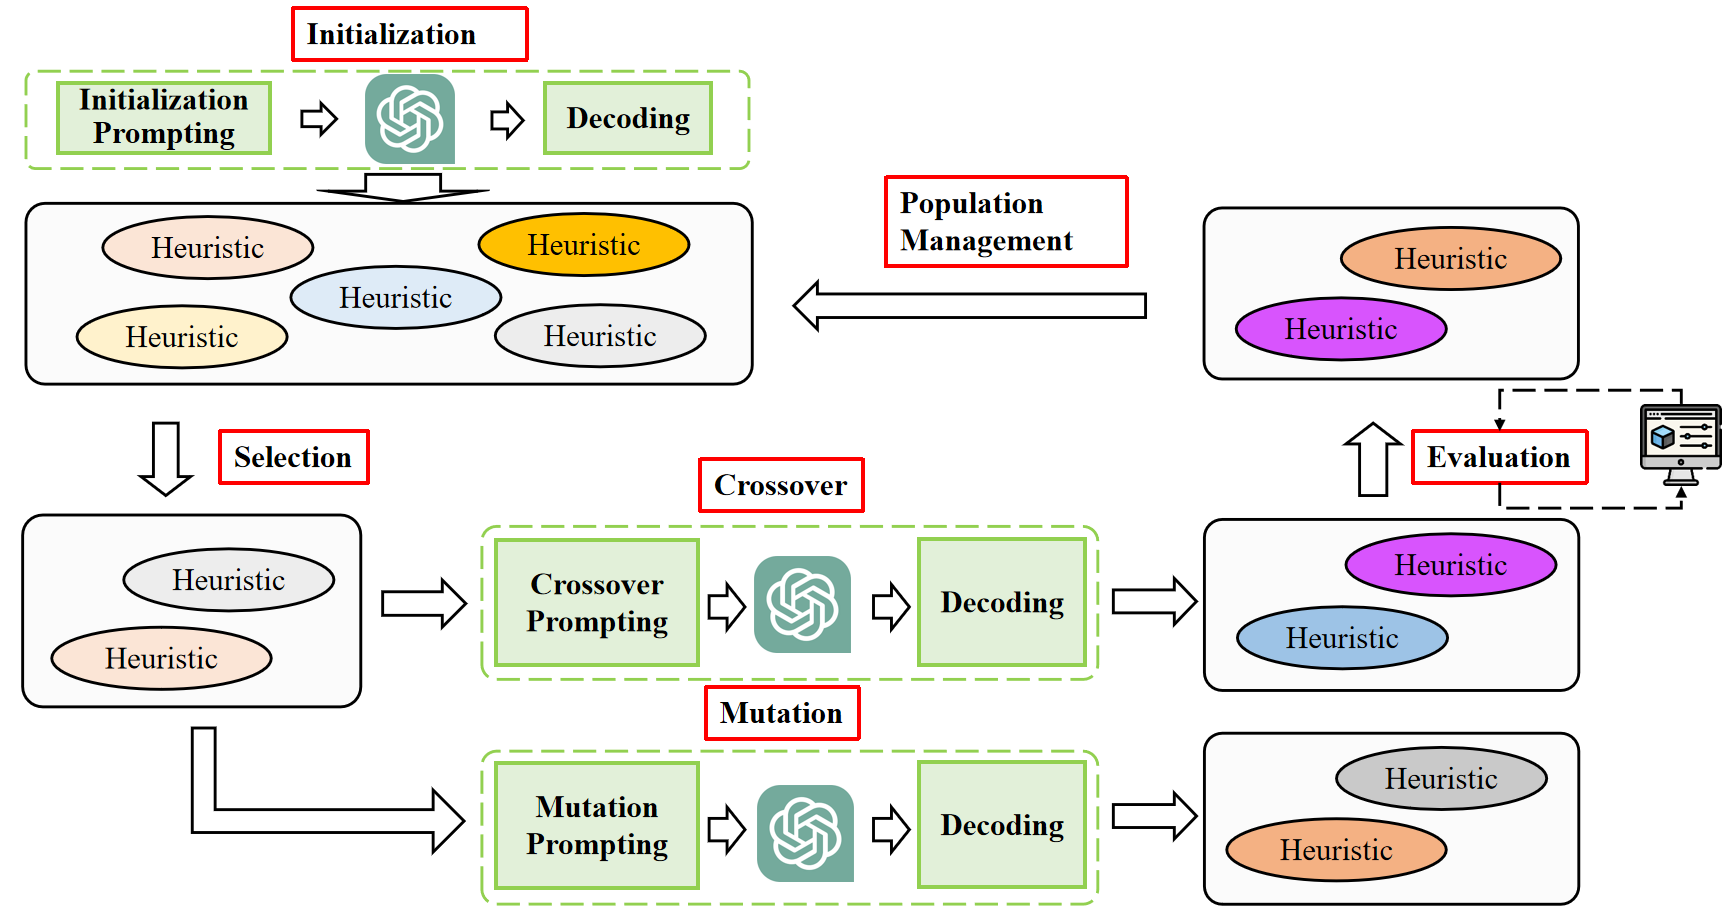 Initialization
Initialization
Prompting
Decoding
Heuristic
Heuristic
Heuristic
Heuristic
Heuristic
Population
Management
Heuristic
Heuristic
Selection
Evaluation
Crossover
Heuristic
Heuristic
Crossover
Prompting
Decoding
Heuristic
Heuristic
Mutation
Mutation
Prompting
Decoding
Heuristic
Heuristic